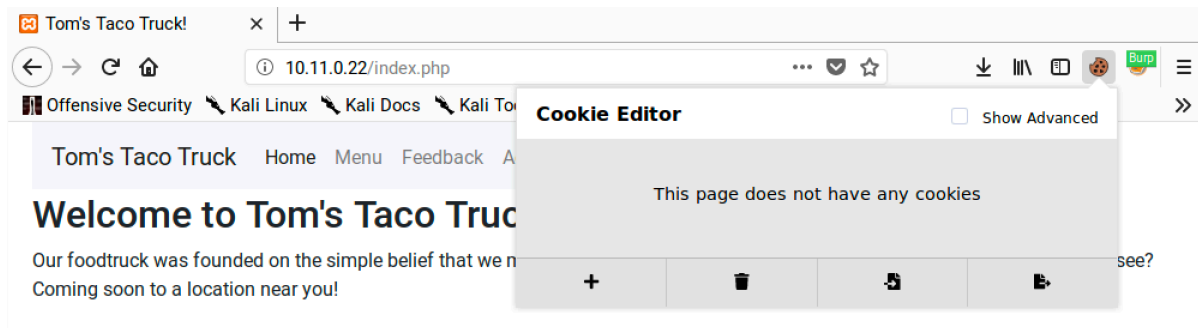 Tom's Taco Truck!
10.11.0.22/index.php
Burp
Offensive Security Kali Linux Kali Docs Kali
Cookie Editor
Show Advanced
This page does not have any cookies
Tom's Taco Truck Home Menu Feedback
Welcome to Tom's Taco
Our foodtruck was founded on the simple belief that we see?
Coming soon to a location near you!